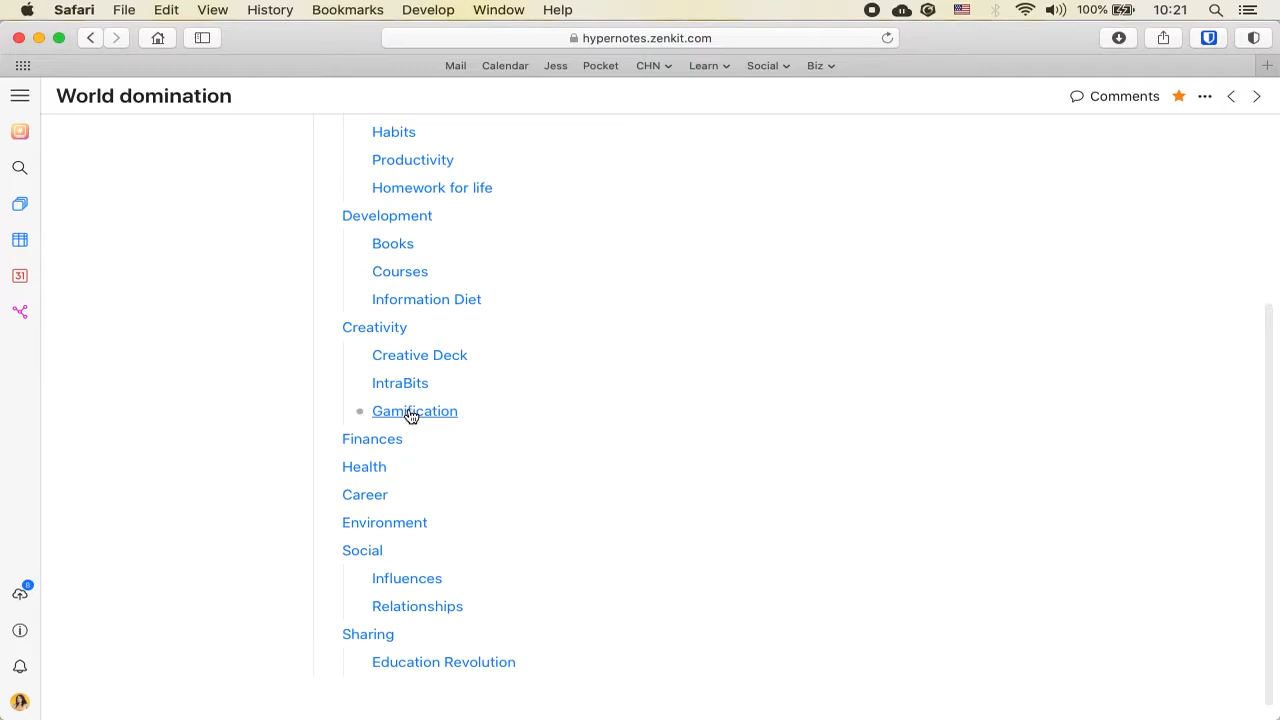 Safari File Edit View History Bookmarks Develop Window Help 100% 10:21
hypernotes.zenkit.com
Mail Calendar Jess Pocket CHN Learn Social Biz
World domination Comments
Habits
Productivity
Homework for life
Development
Books
31 Courses
Information Diet
Creativity
Creative Deck
IntraBits
Gamification
Finances
Health
Career
Environment
Social
Influences
Relationships
Sharing
Education Revolution